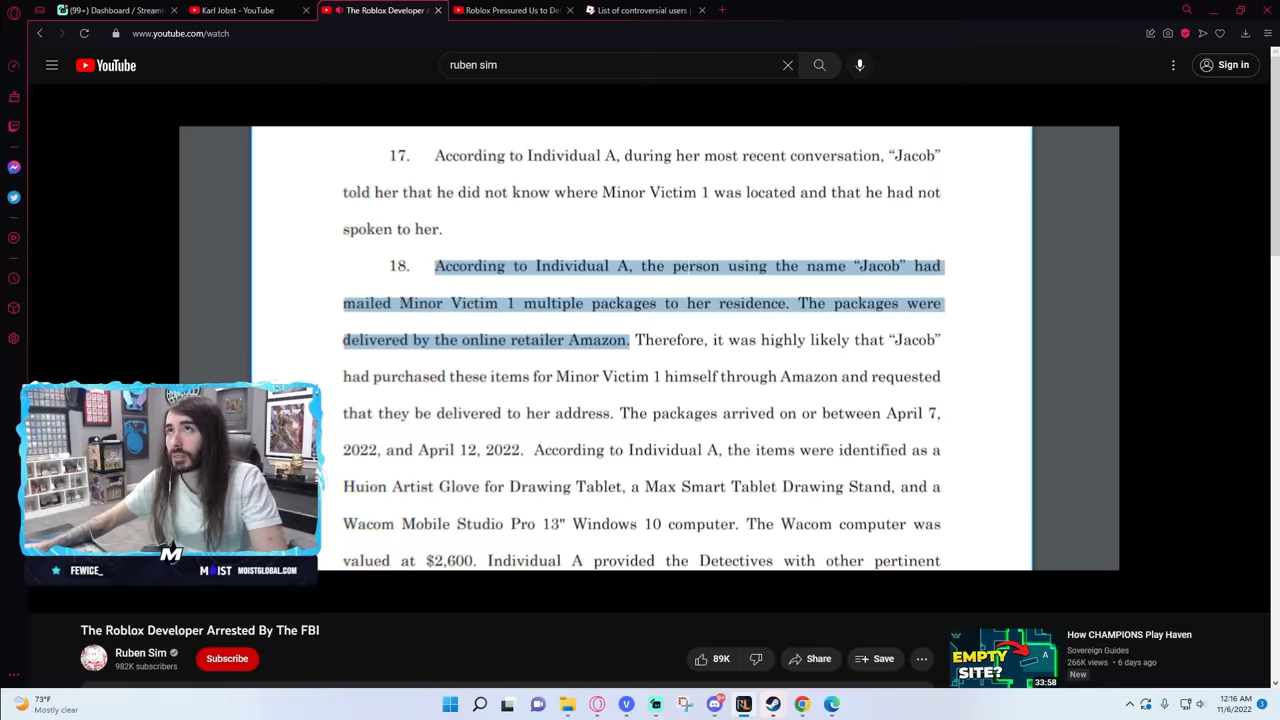 (99+) Dashboard / Streaml
Karl Jobst - YouTube
The Roblox Developer A
Roblox Pressured Us to De
List of controversial users |
www.youtube.com/watch
YouTube
ruben sim
Sign in
17. According to Individual A, during her most recent conversation, “Jacob”
told her that he did not know where Minor Victim 1 was located and that he had not
spoken to her.
18. According to Individual A, the person using the name “Jacob” had
mailed Minor Victim 1 multiple packages to her residence. The packages were
delivered by the online retailer Amazon. Therefore, it was highly likely that “Jacob”
had purchased these items for Minor Victim 1 himself through Amazon and requested
that they be delivered to her address. The packages arrived on or between April 7,
2022, and April 12, 2022. According to Individual A, the items were identified as a
Huion Artist Glove for Drawing Tablet, a Max Smart Tablet Drawing Stand, and a
Wacom Mobile Studio Pro 13" Windows 10 computer. The Wacom computer was
valued at $2,600. Individual A provided the Detectives with other pertinent
M
FEWICE_
MOIST MOISTGLOBAL.COM
The Roblox Developer Arrested By The FBI
Ruben Sim
982K subscribers
Subscribe
89K
Share
Save
EMPTY
SITE?
A
33:58
How CHAMPIONS Play Haven
Sovereign Guides
266K views • 6 days ago
New
73°F
Mostly clear
12:16 AM
11/6/2022
3